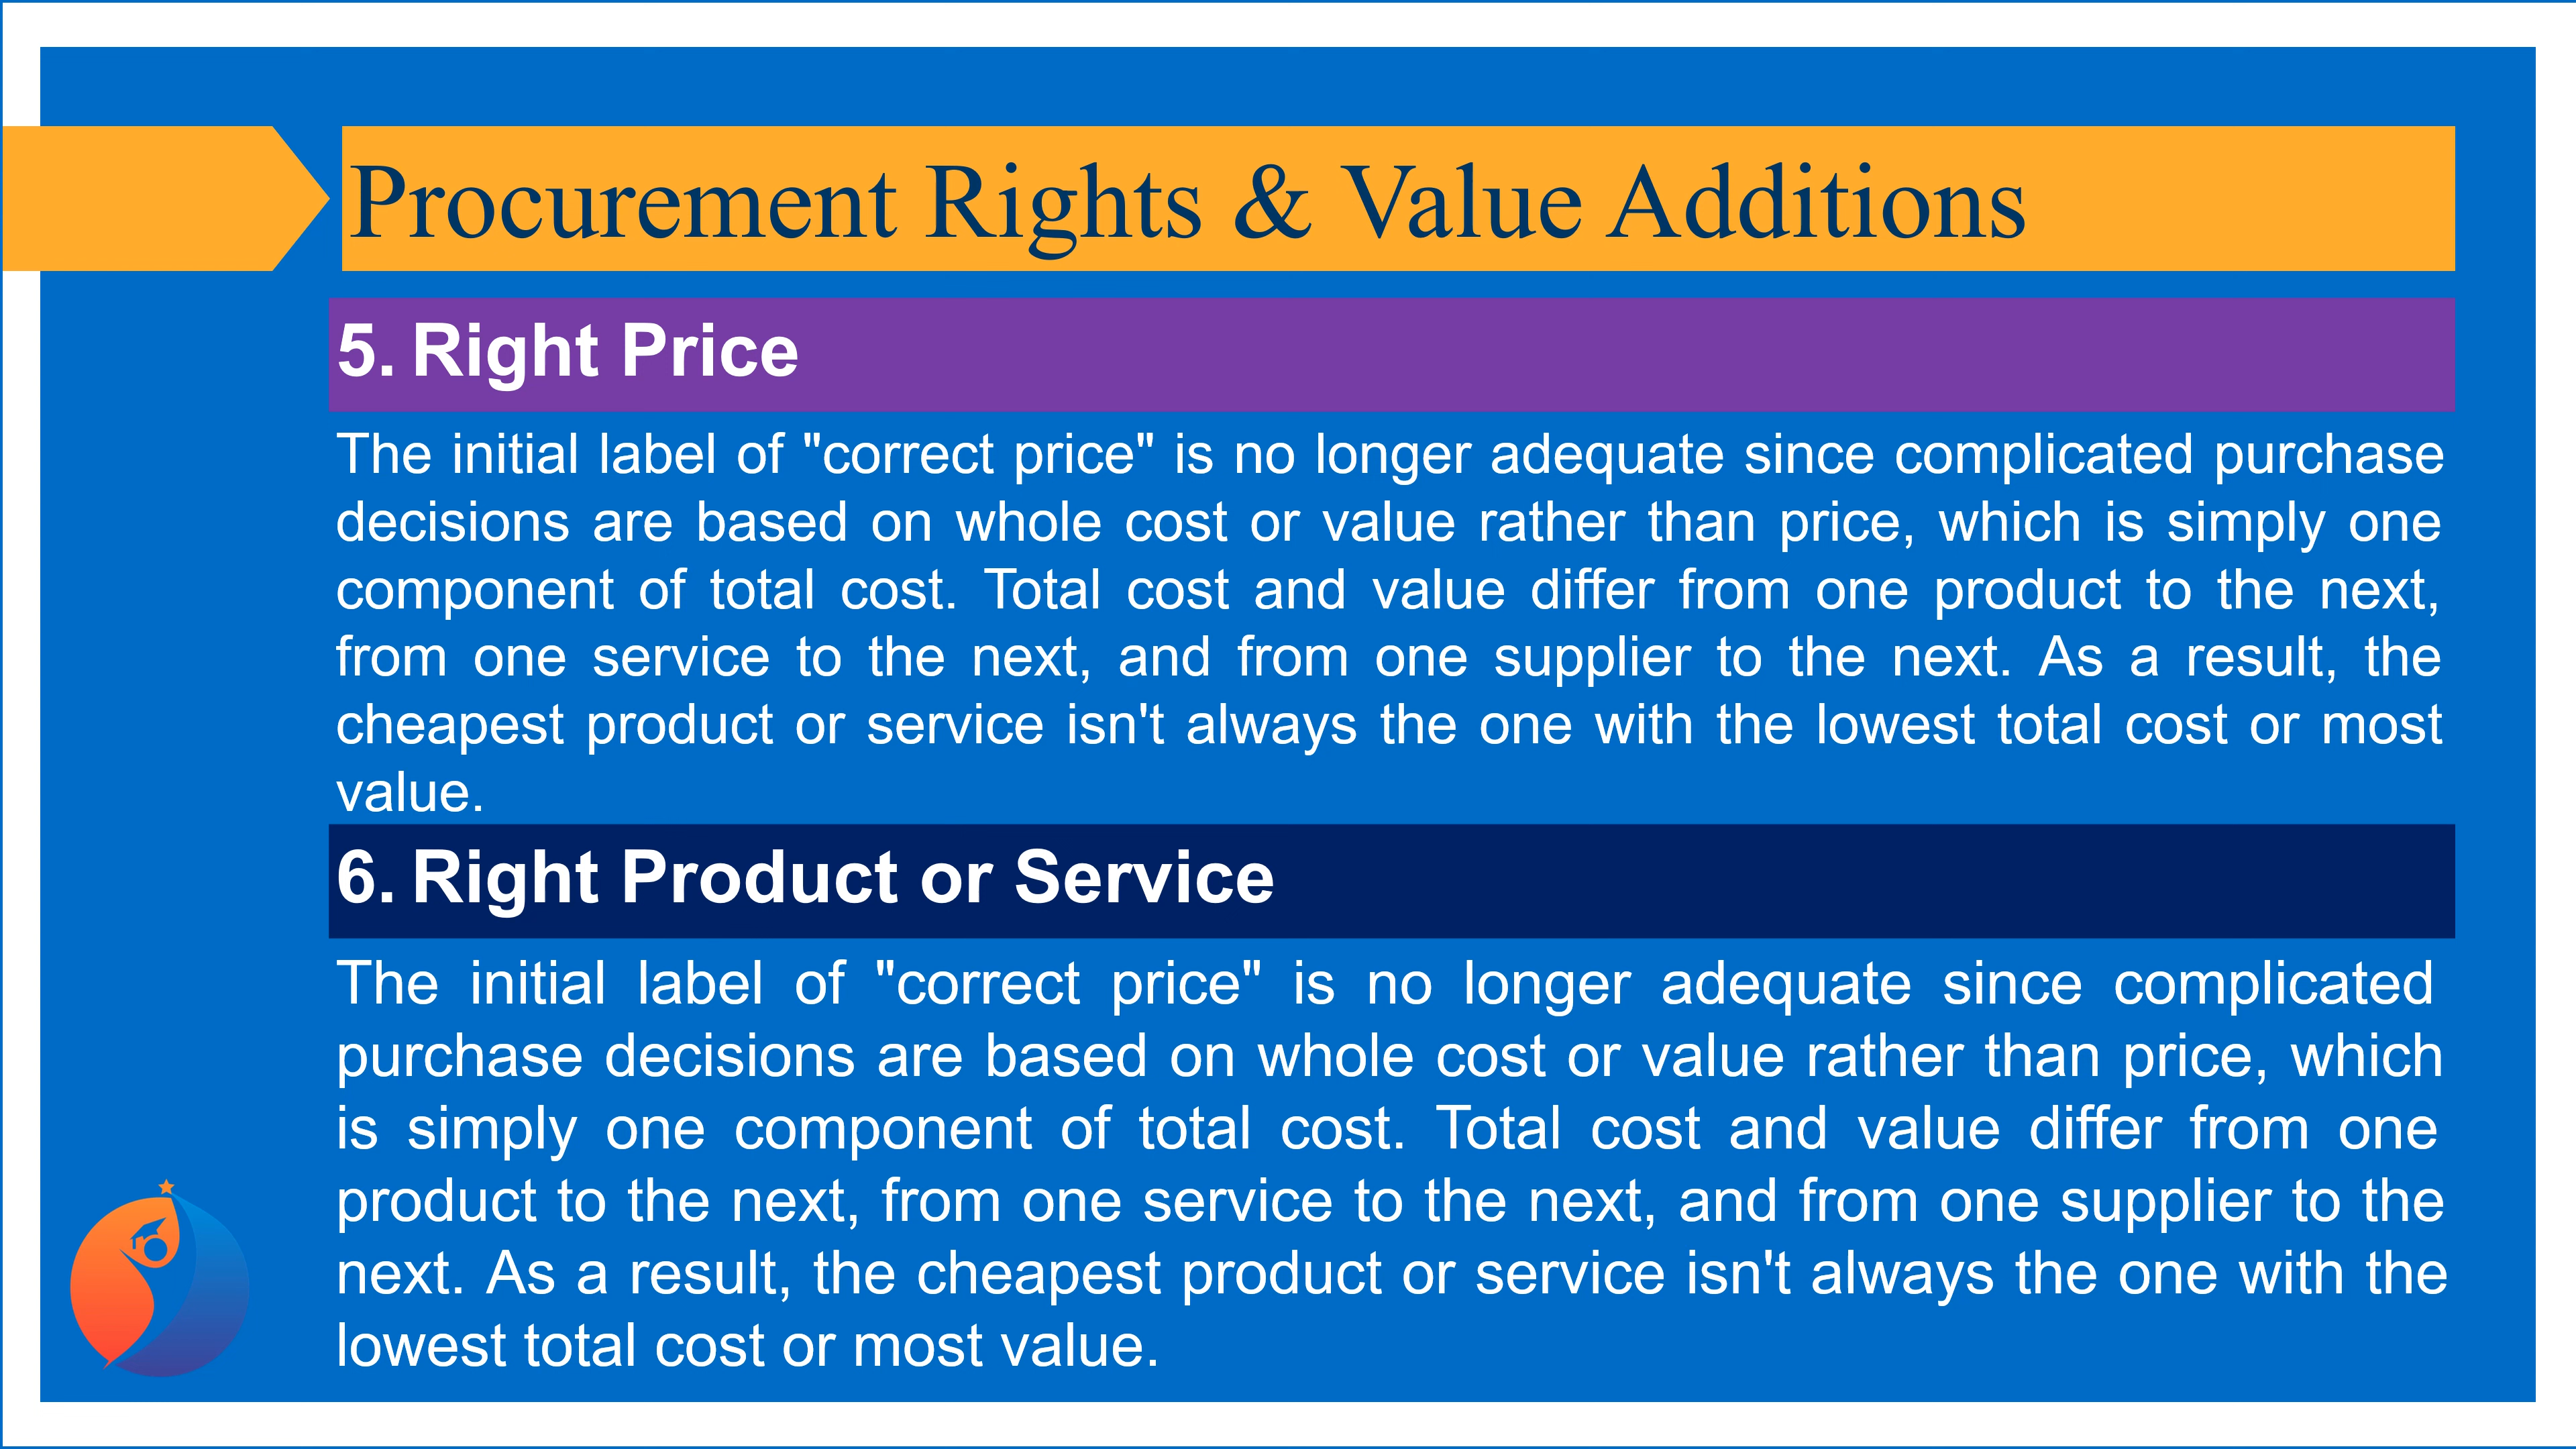 Procurement Rights & Value Additions
5. Right Price
The initial label of "correct price" is no longer adequate since complicated purchase
decisions are based on whole cost or value rather than price, which is simply one
component of total cost. Total cost and value differ from one product to the next,
from one service to the next, and from one supplier to the next. As a result, the
cheapest product or service isn't always the one with the lowest total cost or most
value.
6. Right Product or Service
The initial label of "correct price" is no longer adequate since complicated
purchase decisions are based on whole cost or value rather than price, which
is simply one component of total cost. Total cost and value differ from one
product to the next, from one service to the next, and from one supplier to the
next. As a result, the cheapest product or service isn't always the one with the
lowest total cost or most value.